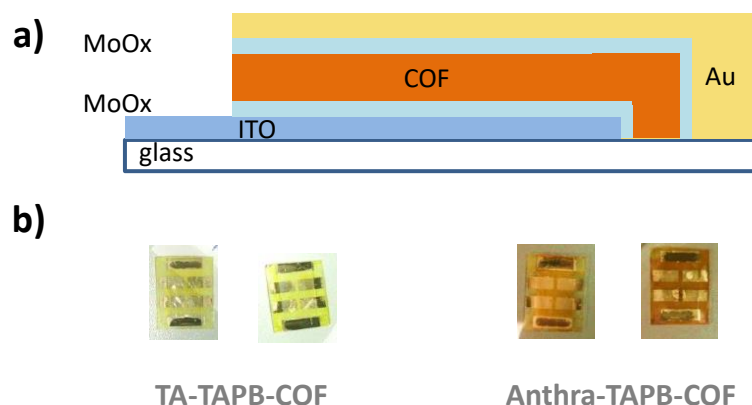 a)
MoOx
COF
Au
MoOx
ITO
glass
b)
TA-TAPB-COF
Anthra-TAPB-COF